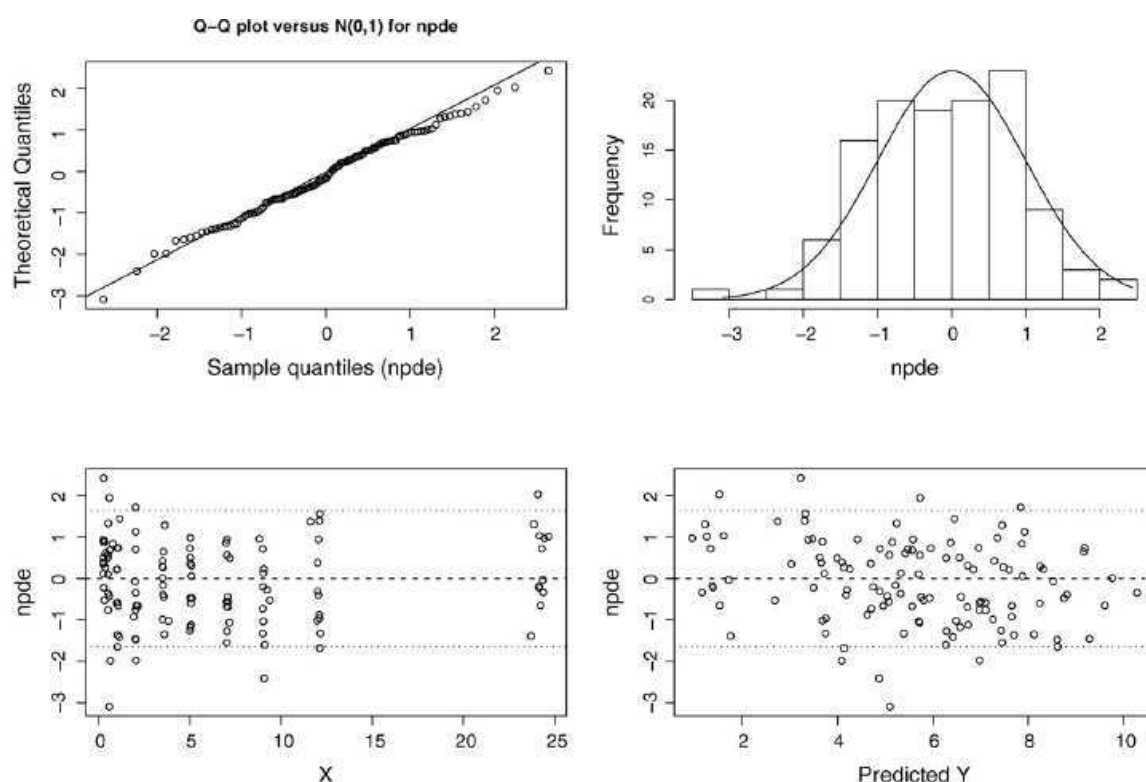 Q−Q plot versus N(0,1) for npde
Theoretical Quantiles
2
1
0
−1
−2
−3
−2 −1 0 1 2
Sample quantiles (npde)
Frequency
20
15
10
5
0
−3 −2 −1 0 1 2
npde
npde
2
1
0
−1
−2
−3
0 5 10 15 20 25
X
npde
2
1
0
−1
−2
−3
2 4 6 8 10
Predicted Y